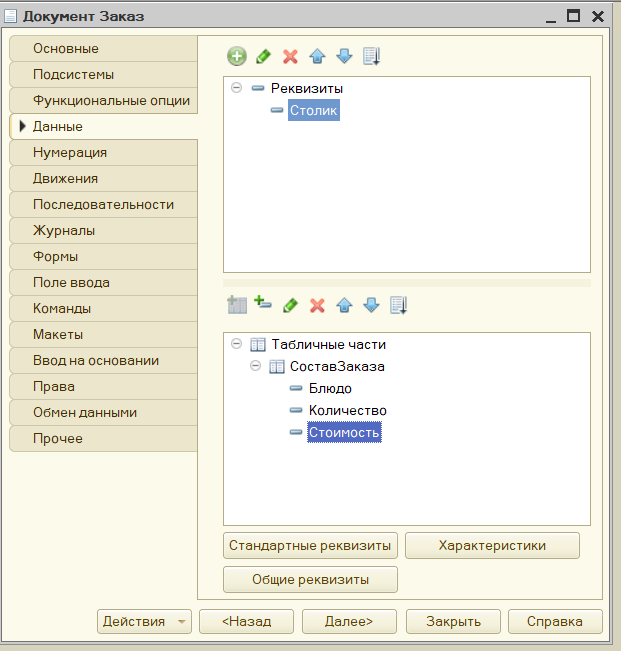 Документ Заказ
Основные
Подсистемы
Функциональные опции
Данные
Нумерация
Движения
Последовательности
Журналы
Формы
Поле ввода
Команды
Макеты
Ввод на основании
Права
Обмен данными
Прочее
Реквизиты
Столик
Табличные части
СоставЗаказа
Блюдо
Количество
Стоимость
Стандартные реквизиты Характеристики
Общие реквизиты
Действия <Назад Далее> Закрыть Справка